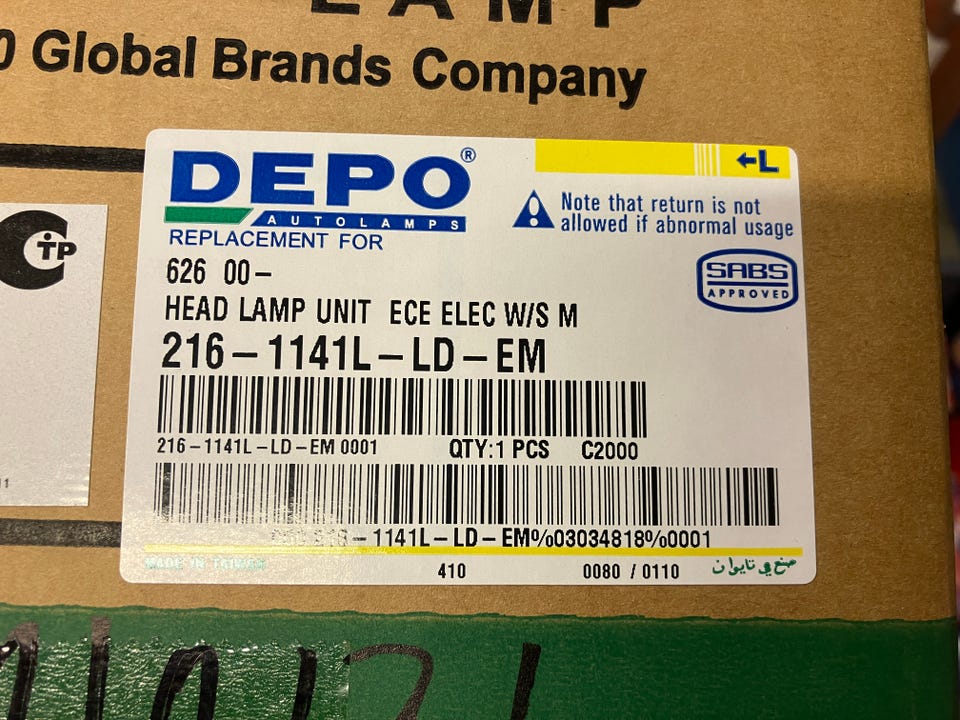 LAMP
0 Global Brands Company
DEPO®
AUTOLAMPS
REPLACEMENT FOR
←L
Note that return is not
allowed if abnormal usage
SABS
APPROVED
626 00-
HEAD LAMP UNIT ECE ELEC W/S M
216-1141L-LD-EM
216-1141L-LD-EM 0001 QTY:1 PCS C2000
-1141L-LD-EM%03034818%0001
MADE IN TAIWAN 410 0080 / 0110 صنع في تايوان
CTP